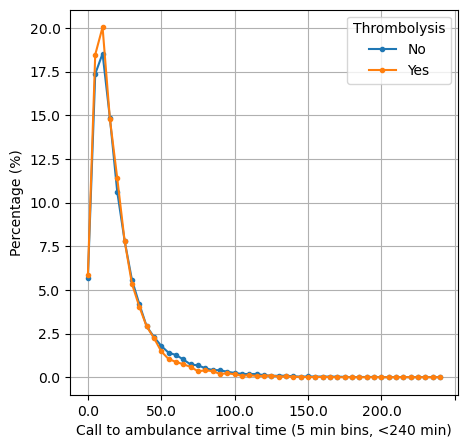 Thrombolysis
No
Yes
20.0
17.5
15.0
12.5
10.0
7.5
5.0
2.5
0.0
Percentage (%)
0.0 50.0 100.0 150.0 200.0
Call to ambulance arrival time (5 min bins, <240 min)